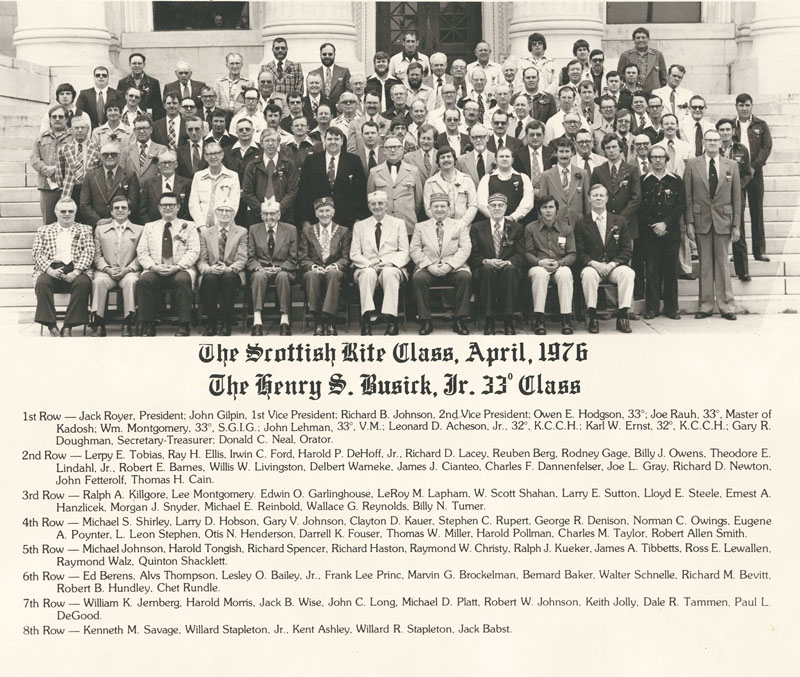 The Scottish Rite Class, April, 1976
The Henry S. Busick, Jr. 33° Class
1st Row — Jack Royer, President; John Gilpin, 1st Vice President; Richard B. Johnson, 2nd Vice President; Owen E. Hodgson, 33°; Joe Rauh, 33°, Master of
Kadosh; Wm. Montgomery, 33°, S.G.I.G.; John Lehman, 33°, V.M.; Leonard D. Acheson, Jr., 32°, K.C.C.H.; Karl W. Ernst, 32°, K.C.C.H.; Gary R.
Doughman, Secretary-Treasurer; Donald C. Neal, Orator.
2nd Row — Lerpy E. Tobias, Ray H. Ellis, Irwin C. Ford, Harold P. DeHoff, Jr., Richard D. Lacey, Reuben Berg, Rodney Gage, Billy J. Owens, Theodore E.
Lindahl, Jr., Robert E. Barnes, Willis W. Livingston, Delbert Warneke, James J. Cianteo, Charles F. Dannenfelser, Joe L. Gray, Richard D. Newton,
John Fetterolf, Thomas H. Cain.
3rd Row — Ralph A. Killgore, Lee Montgomery. Edwin O. Garlinghouse, LeRoy M. Lapham. W. Scott Shahan, Larry E. Sutton, Lloyd E. Steele, Ernest A.
Hanzlicek, Morgan J. Snyder, Michael E. Reinbold, Wallace G. Reynolds, Billy N. Turner.
4th Row — Michael S. Shirley, Larry D. Hobson, Gary V. Johnson, Clayton D. Kauer, Stephen C. Rupert, George R. Denison, Norman C. Owings, Eugene
A. Poynter, L. Leon Stephen, Otis N. Henderson, Darrell K. Fouser, Thomas W. Miller, Harold Pollman, Charles M. Taylor, Robert Allen Smith.
5th Row — Michael Johnson, Harold Tongish, Richard Spencer, Richard Haston, Raymond W. Christy, Ralph J. Kueker, James A. Tibbetts, Ross E. Lewallen,
Raymond Walz, Quinton Shacklett.
6th Row — Ed Berens, Alvs Thompson, Lesley O. Bailey, Jr., Frank Lee Princ, Marvin G. Brockelman, Bernard Baker, Walter Schnelle, Richard M. Bevitt,
Robert B. Hundley, Chet Rundle.
7th Row — William K. Jernberg, Harold Morris, Jack B. Wise, John C. Long, Michael D. Platt, Robert W. Johnson, Keith Jolly, Dale R. Tammen, Paul L.
DeGood.
8th Row — Kenneth M. Savage, Willard Stapleton, Jr., Kent Ashley, Willard R. Stapleton, Jack Babst.